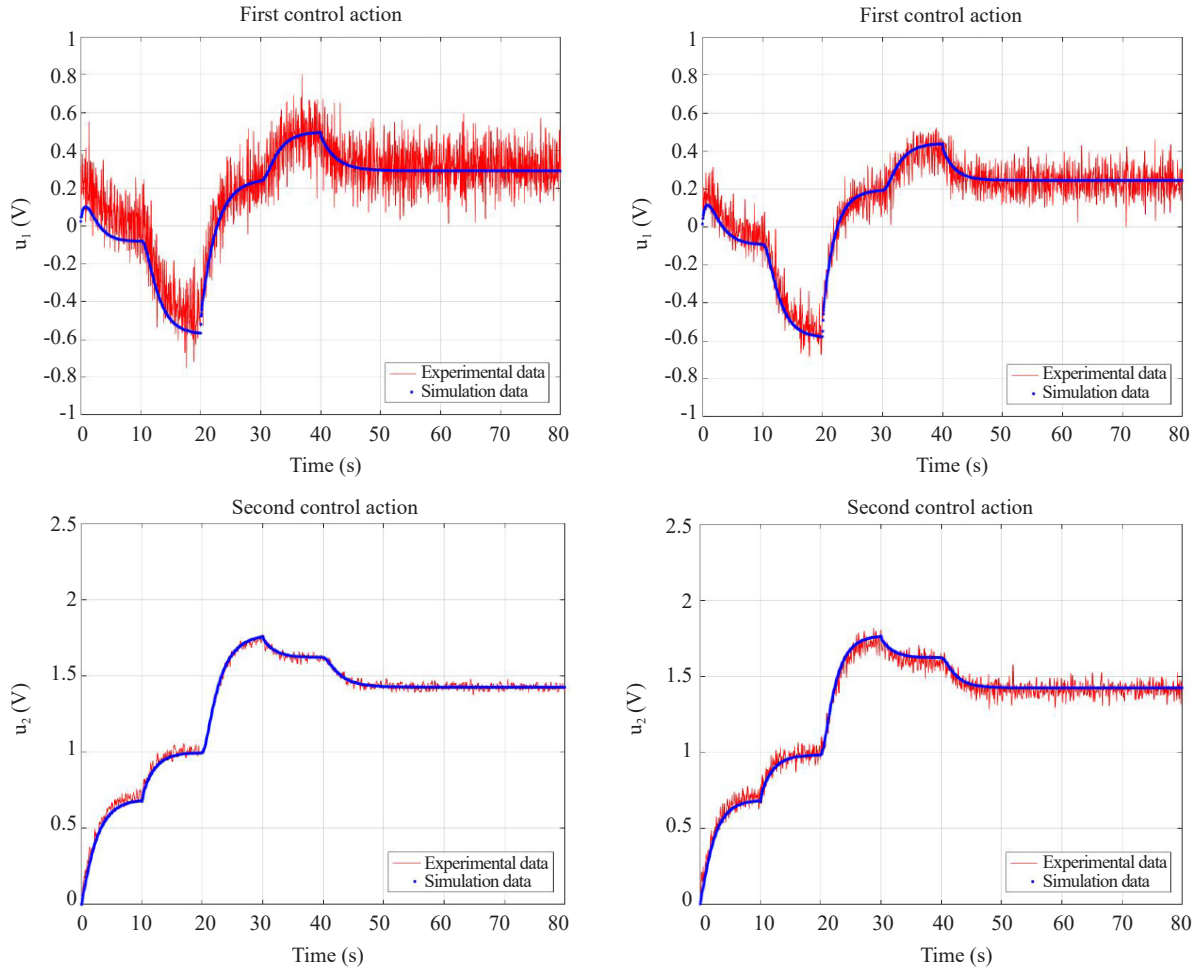 First control action
1
0.8
0.6
0.4
0.2
0
-0.2
-0.4
-0.6
-0.8
-1
u1 (V)
Experimental data
Simulation data
0 10 20 30 40 50 60 70 80
Time (s)
First control action
1
0.8
0.6
0.4
0.2
0
-0.2
-0.4
-0.6
-0.8
-1
u1 (V)
Experimental data
Simulation data
0 10 20 30 40 50 60 70 80
Time (s)
Second control action
2.5
2
1.5
1
0.5
0
u2 (V)
Experimental data
Simulation data
0 10 20 30 40 50 60 70 80
Time (s)
Second control action
2.5
2
1.5
1
0.5
0
u2 (V)
Experimental data
Simulation data
0 10 20 30 40 50 60 70 80
Time (s)